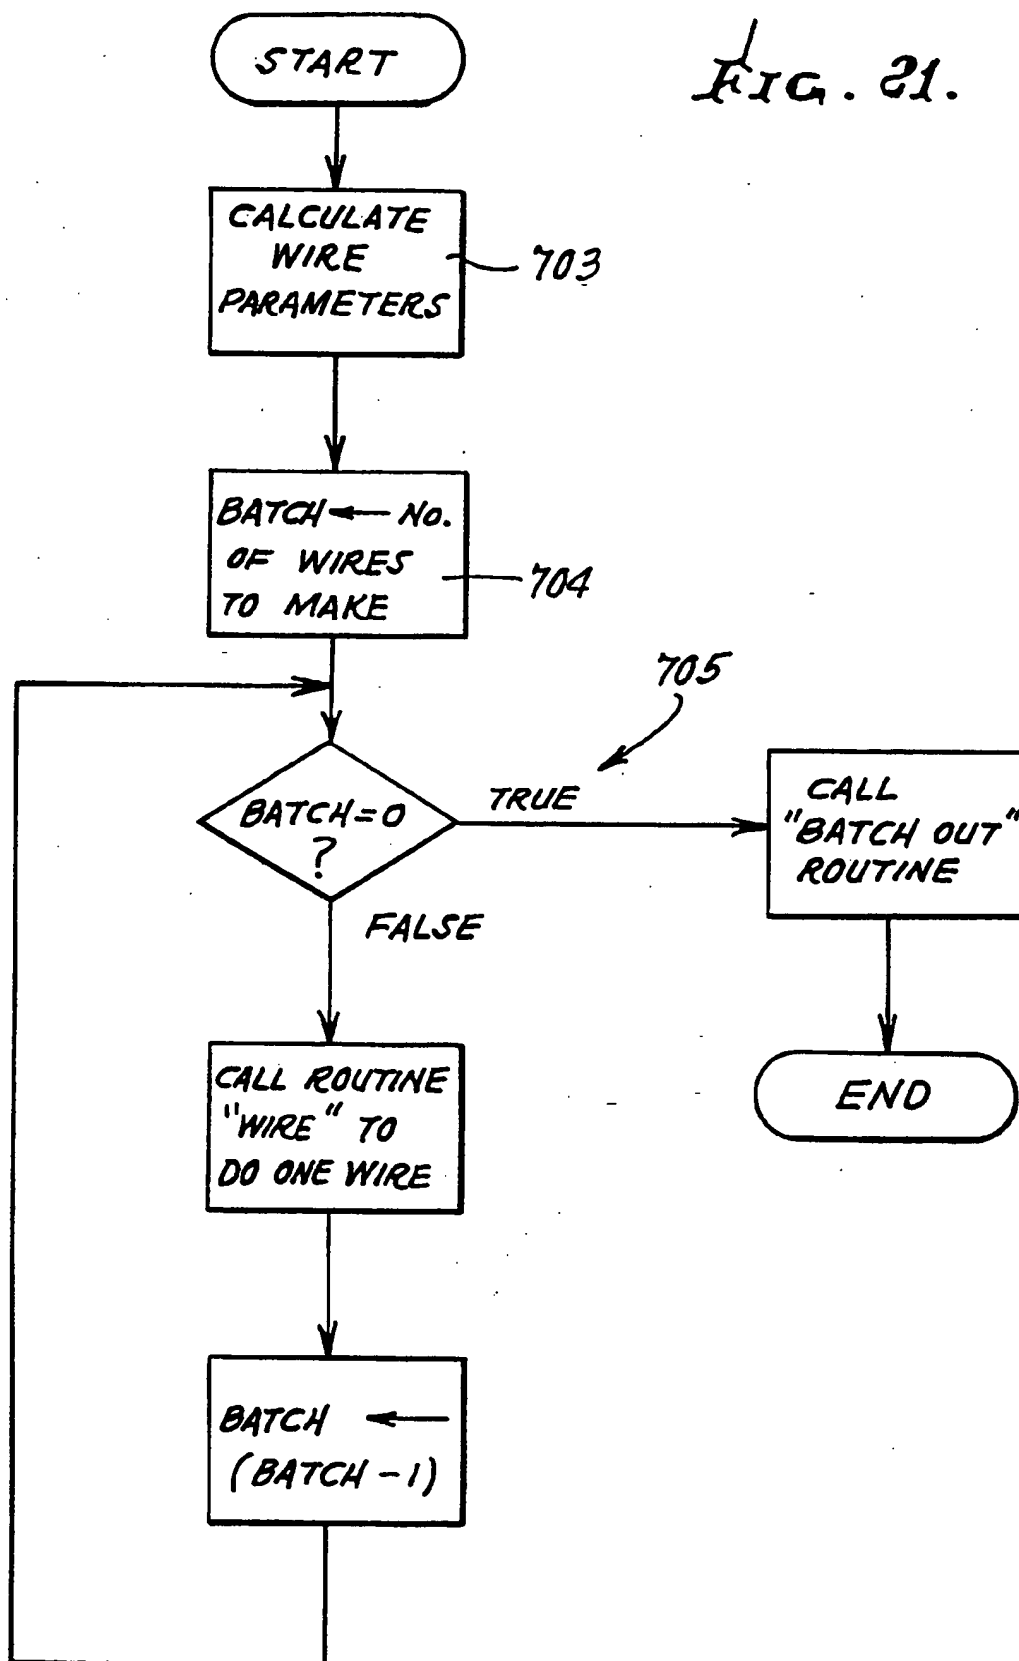 START
FIG. 21.
CALCULATE
WIRE
PARAMETERS
703
BATCH ← No.
OF WIRES
TO MAKE
704
705
BATCH=0
?
TRUE
CALL
"BATCH OUT"
ROUTINE
FALSE
END
CALL ROUTINE
"WIRE" TO
DO ONE WIRE
BATCH ←
(BATCH -1)